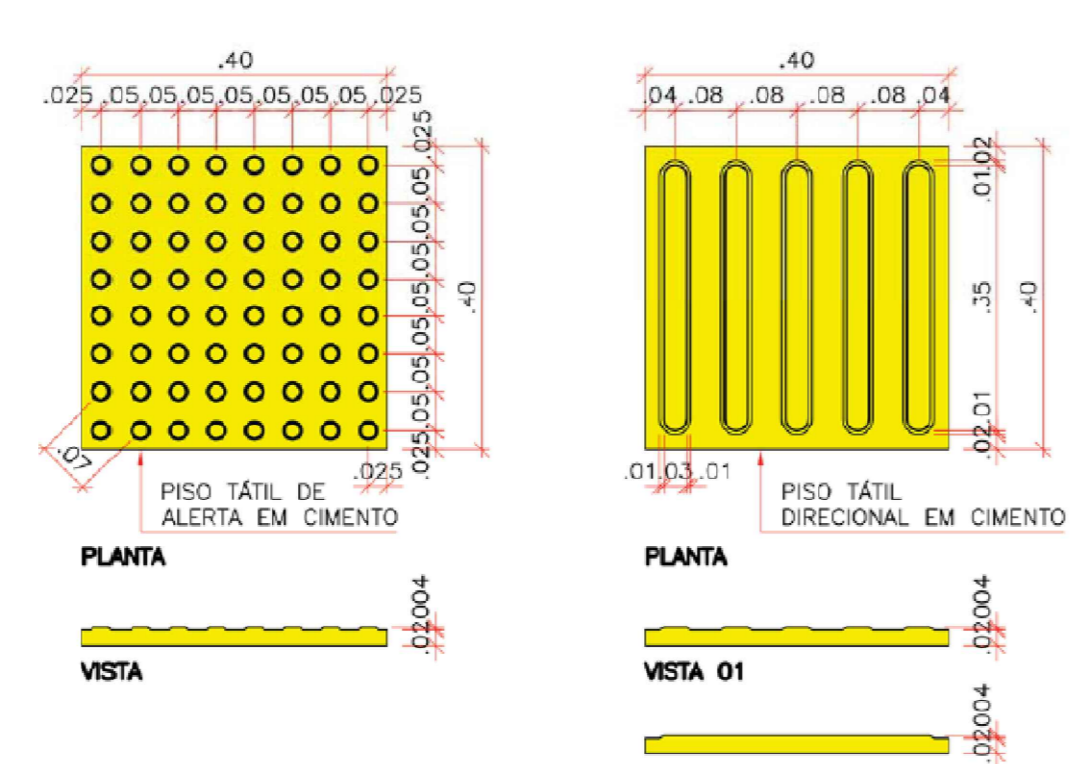 .40
.025 .05 .05 .05 .05 .05 .05 .05 .025
.025
.05
.05
.05
.05
.05
.05
.05
.025
.40
.07
.025
PISO TÁTIL DE
ALERTA EM CIMENTO
PLANTA
.02 004
VISTA
.40
.04 .08 .08 .08 .08 .04
.02
.01
.35
.01
.02
.40
.01 .03 .01
PISO TÁTIL
DIRECIONAL EM CIMENTO
PLANTA
.02 004
VISTA 01
.02 004